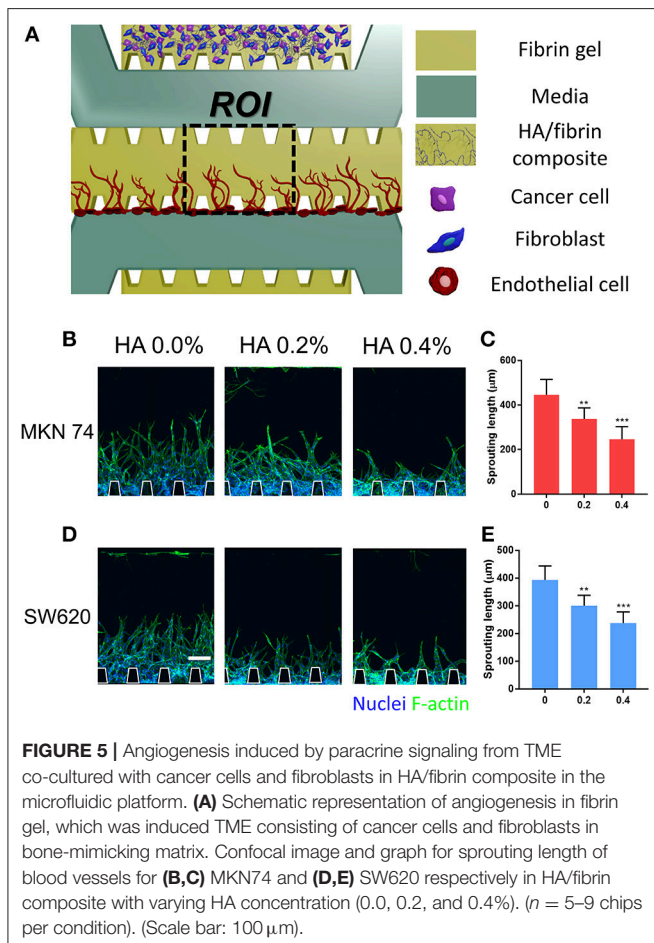 A
ROI
Fibrin gel
Media
HA/fibrin
composite
Cancer cell
Fibroblast
Endothelial cell
B
HA 0.0%
HA 0.2%
HA 0.4%
MKN 74
C
Sprouting length (μm)
600
400
200
0
**
***
0
0.2
0.4
D
SW620
Nuclei F-actin
E
Sprouting length (μm)
500
400
300
200
100
0
**
***
0
0.2
0.4
FIGURE 5 | Angiogenesis induced by paracrine signaling from TME
co-cultured with cancer cells and fibroblasts in HA/fibrin composite in the
microfluidic platform. (A) Schematic representation of angiogenesis in fibrin
gel, which was induced TME consisting of cancer cells and fibroblasts in
bone-mimicking matrix. Confocal image and graph for sprouting length of
blood vessels for (B,C) MKN74 and (D,E) SW620 respectively in HA/fibrin
composite with varying HA concentration (0.0, 0.2, and 0.4%). (n = 5–9 chips
per condition). (Scale bar: 100 μm).